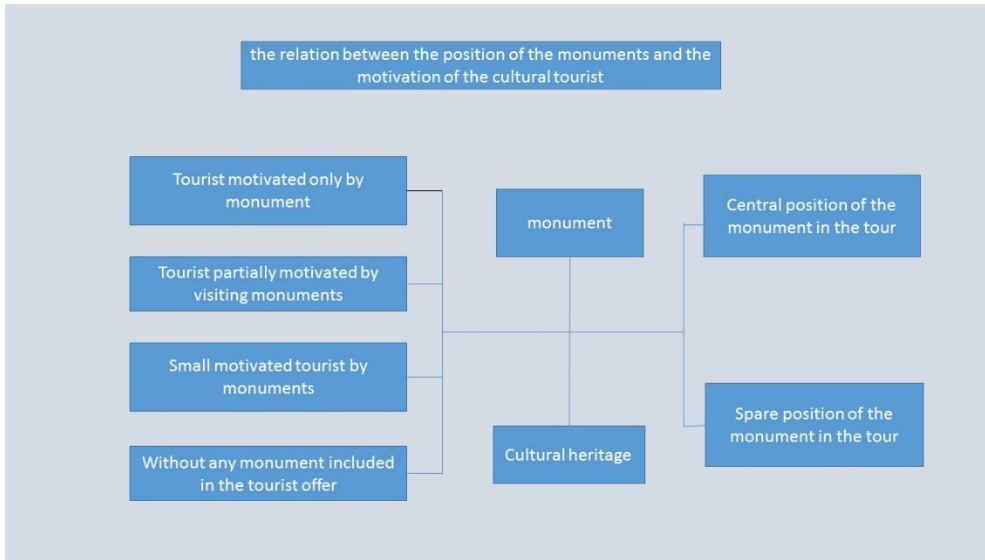 the relation between the position of the monuments and the
motivation of the cultural tourist
Tourist motivated only by
monument
Tourist partially motivated by
visiting monuments
Small motivated tourist by
monuments
Without any monument included
in the tourist offer
monument
Cultural heritage
Central position of the
monument in the tour
Spare position of the
monument in the tour